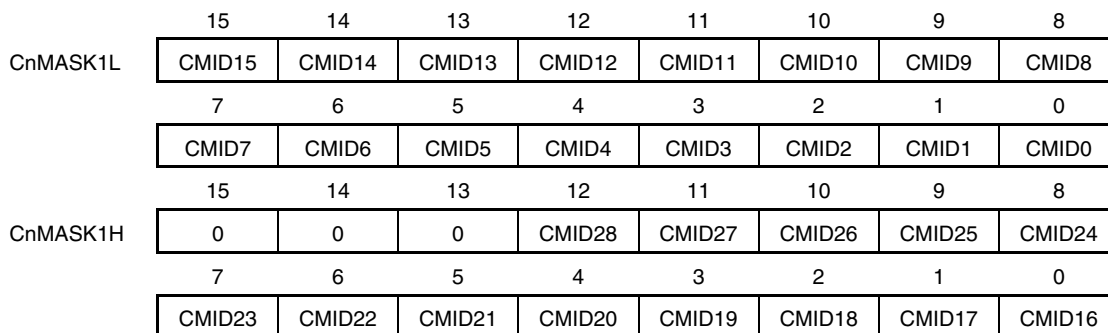 15 14 13 12 11 10 9 8
CnMASK1L CMID15 CMID14 CMID13 CMID12 CMID11 CMID10 CMID9 CMID8
7 6 5 4 3 2 1 0
CMID7 CMID6 CMID5 CMID4 CMID3 CMID2 CMID1 CMID0
15 14 13 12 11 10 9 8
CnMASK1H 0 0 0 CMID28 CMID27 CMID26 CMID25 CMID24
7 6 5 4 3 2 1 0
CMID23 CMID22 CMID21 CMID20 CMID19 CMID18 CMID17 CMID16